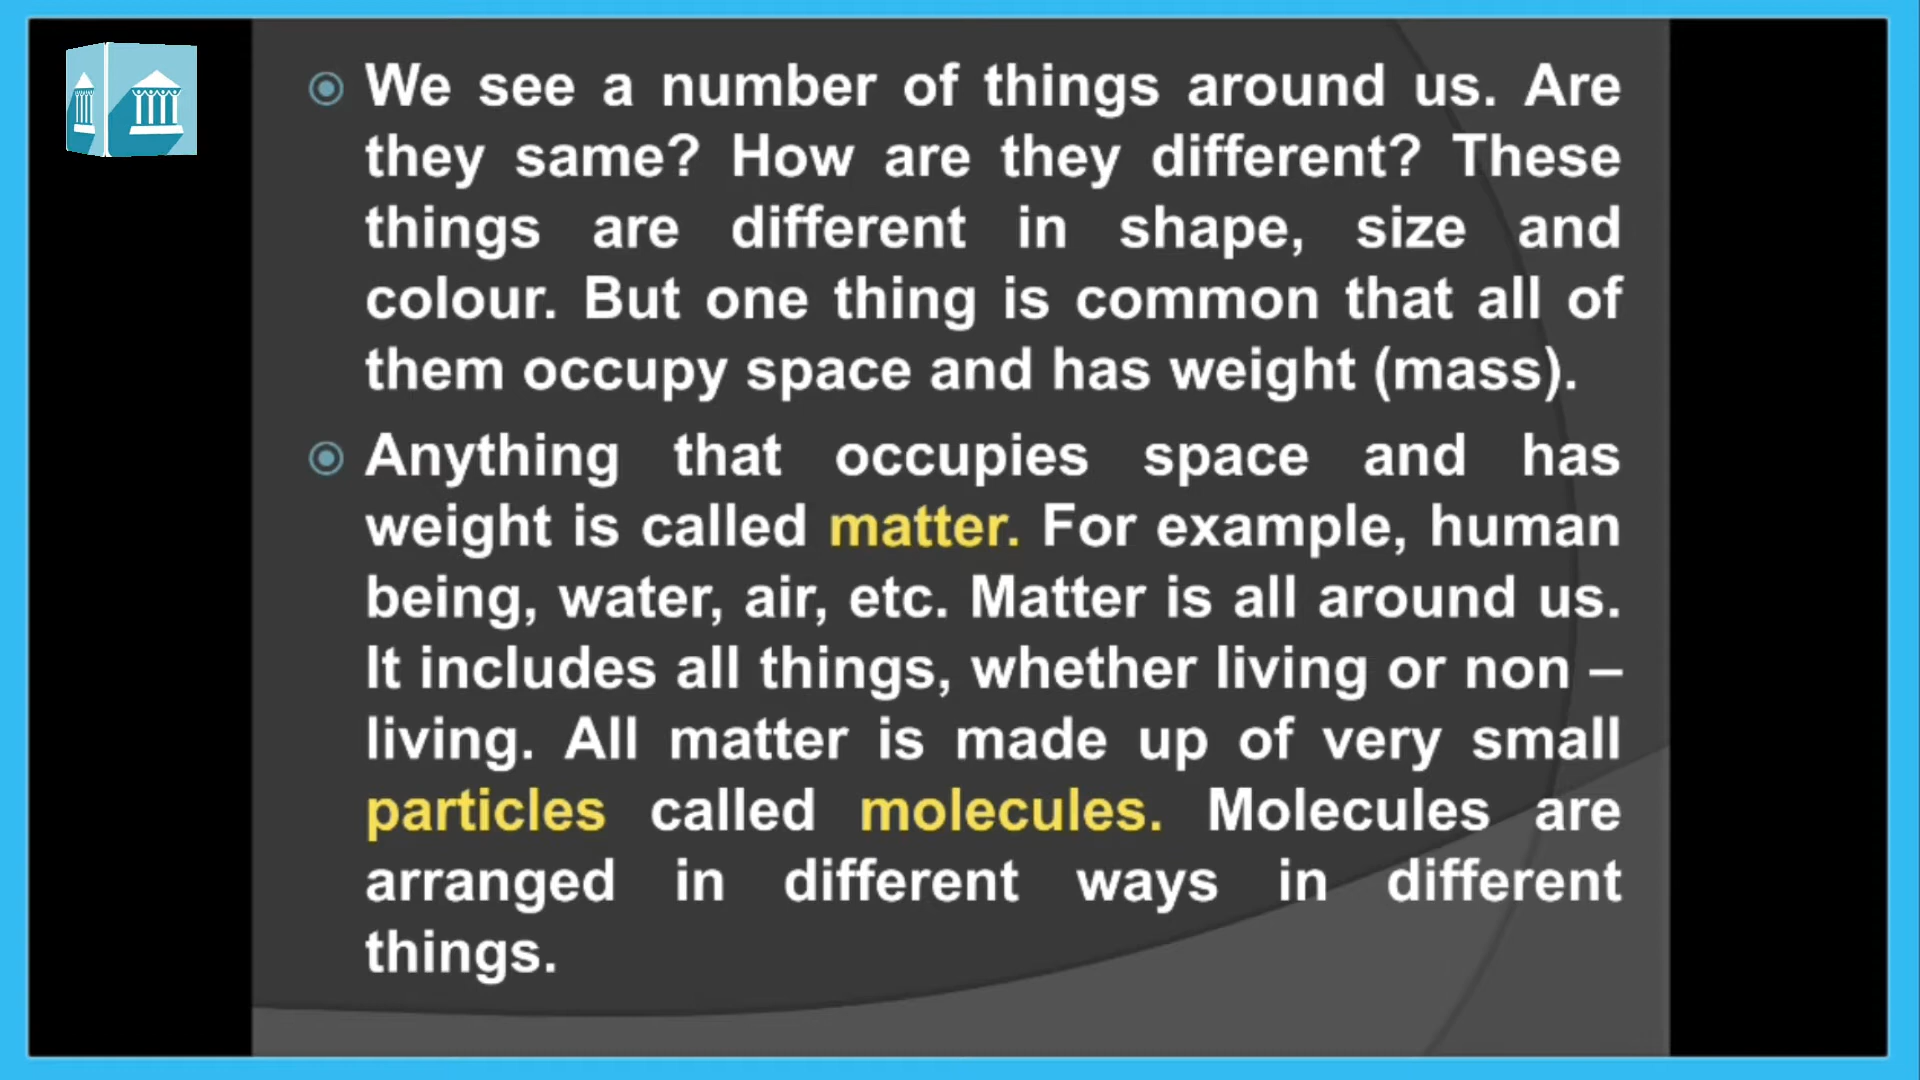 We see a number of things around us. Are
they same? How are they different? These
things are different in shape, size and
colour. But one thing is common that all of
them occupy space and has weight (mass).
Anything that occupies space and has
weight is called matter. For example, human
being, water, air, etc. Matter is all around us.
It includes all things, whether living or non –
living. All matter is made up of very small
particles called molecules. Molecules are
arranged in different ways in different
things.